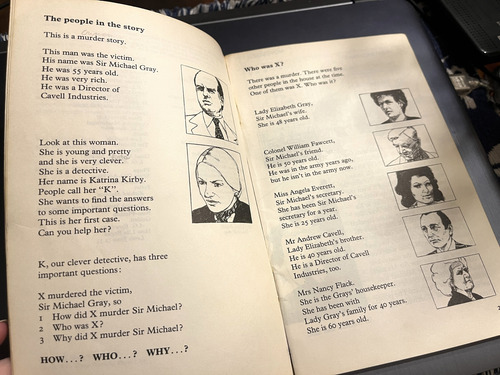 The people in the story
This is a murder story.
This man was the victim.
His name was Sir Michael Gray.
He was 55 years old.
He was very rich.
He was a Director of
Cavell Industries.
Look at this woman.
She is young and pretty
and she is very clever.
She is a detective.
Her name is Katrina Kirby.
People call her "K".
She wants to find the answers
to some important questions.
This is her first case.
Can you help her?
K, our clever detective, has three
important questions:
X murdered the victim,
Sir Michael Gray, so
1 How did X murder Sir Michael?
2 Who was X?
3 Why did X murder Sir Michael?
HOW...? WHO...? WHY...?
Who was X?
There was a murder. There were five
other people in the house at the time.
One of them was X. Who was it?
Lady Elizabeth Gray,
Sir Michael's wife.
She is 48 years old.
Colonel William Fawcett,
Sir Michael's friend.
He is 50 years old.
He was in the army years ago,
but he isn't in the army now.
Miss Angela Everett,
Sir Michael's secretary.
She has been Sir Michael's
secretary for a year.
She is 25 years old.
Mr Andrew Cavell,
Lady Elizabeth's brother.
He is 40 years old.
He is a Director of Cavell
Industries, too.
Mrs Nancy Flack.
She is the Grays' housekeeper.
She has been with
Lady Gray's family for 40 years.
She is 60 years old.